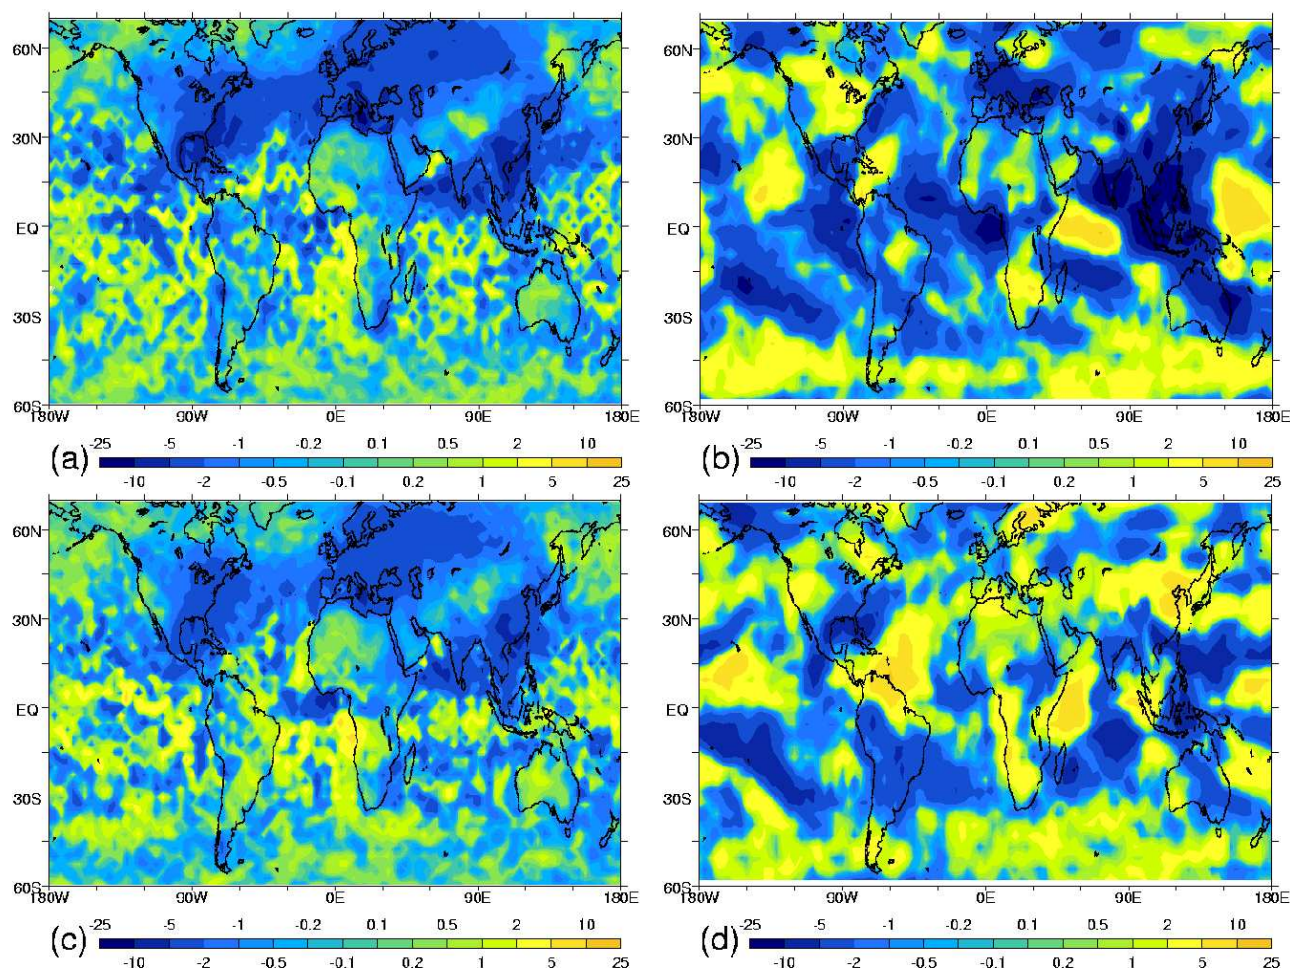 60N 60N
30N 30N
EQ EQ
30S 30S
60S 60S
180W 90W 0E 90E 180E 180W 90W 0E 90E 180E
(a) -25 -5 -1 -0.2 0.1 0.5 2 10 (b) -25 -5 -1 -0.2 0.1 0.5 2 10
-10 -2 -0.5 -0.1 0.2 1 5 25 -10 -2 -0.5 -0.1 0.2 1 5 25
60N 60N
30N 30N
EQ EQ
30S 30S
60S 60S
180W 90W 0E 90E 180E 180W 90W 0E 90E 180E
(c) -25 -5 -1 -0.2 0.1 0.5 2 10 (d) -25 -5 -1 -0.2 0.1 0.5 2 10
-10 -2 -0.5 -0.1 0.2 1 5 25 -10 -2 -0.5 -0.1 0.2 1 5 25